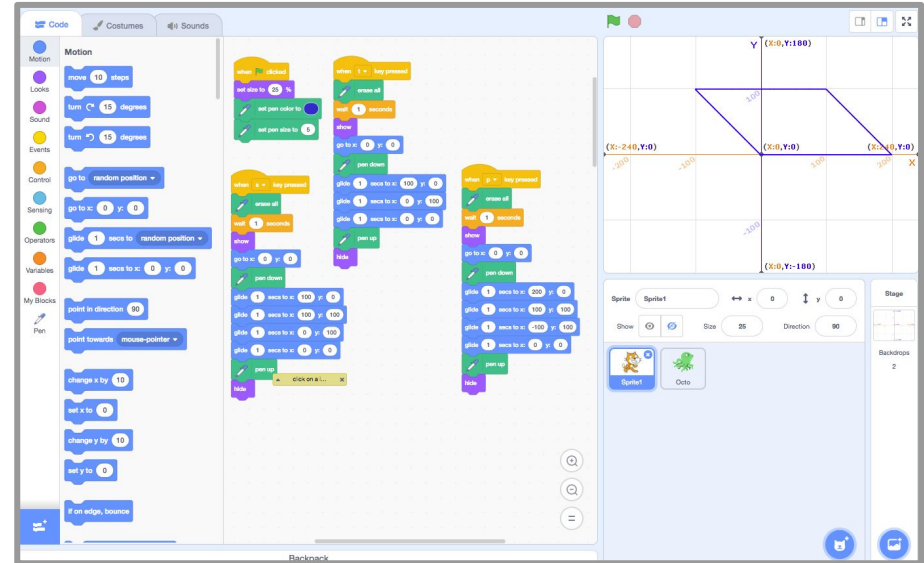 Code
Costumes
Sounds
Motion
Looks
Sound
Events
Control
Sensing
Operators
Variables
My Blocks
Pen
Motion
move 10 steps
turn 15 degrees
turn 15 degrees
go to random position
go to x: 0 y: 0
glide 1 secs to random position
glide 1 secs to x: 0 y: 0
point in direction 90
point towards mouse-pointer
change x by 10
set x to 0
change y by 10
set y to 0
if on edge, bounce
when clicked
set size to 25 %
set pen color to
set pen size to 5
when t key pressed
erase all
wait 1 seconds
show
go to x: 0 y: 0
pen down
glide 1 secs to x: 100 y: 0
glide 1 secs to x: 0 y: 100
glide 1 secs to x: 0 y: 0
pen up
hide
when s key pressed
erase all
wait 1 seconds
show
go to x: 0 y: 0
pen down
glide 1 secs to x: 100 y: 0
glide 1 secs to x: 100 y: 100
glide 1 secs to x: 0 y: 100
glide 1 secs to x: 0 y: 0
pen up
click on a l...
hide
when p key pressed
erase all
wait 1 seconds
show
go to x: 0 y: 0
pen down
glide 1 secs to x: 200 y: 0
glide 1 secs to x: 100 y: 100
glide 1 secs to x: -100 y: 100
glide 1 secs to x: 0 y: 0
pen up
hide
Backpack
Y (X:0,Y:180)
100
(X:-240,Y:0)
(X:0,Y:0)
(X:240,Y:0)
-200
-100
100
200
X
-100
(X:0,Y:-180)
Sprite Sprite1 x 0 y 0
Show Size 25 Direction 90
Sprite1
Octo
Stage
Backdrops
2